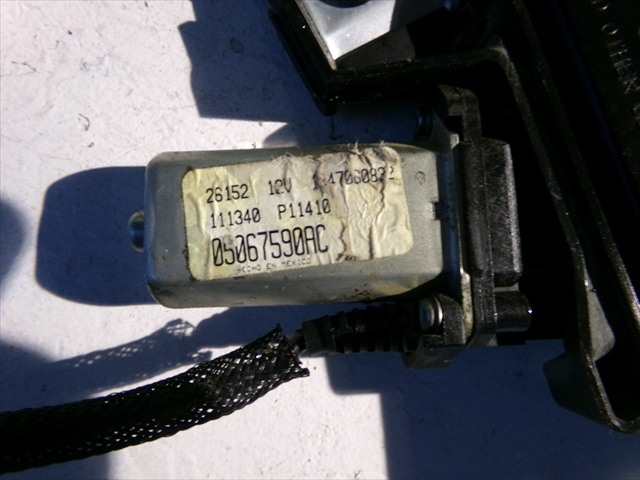 26152 12V
111340 P11410
05067590AC
HECHO EN MEXICO